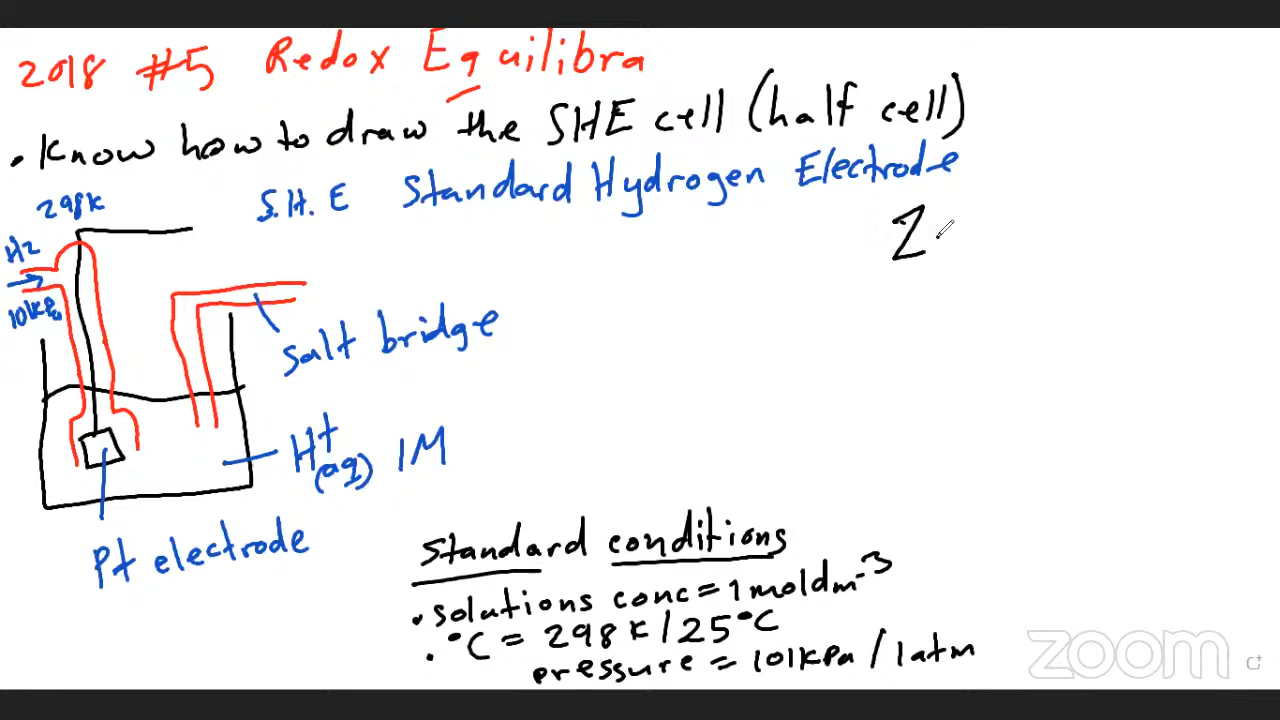 2018 #5 Redox Equilibra
• Know how to draw the SHE cell (half cell)
S.H.E Standard Hydrogen Electrode
298K
H2
101KPa
Z
Salt bridge
H+(aq) 1M
Pt electrode
Standard conditions
• solutions conc = 1 moldm-3
• °C = 298K/25°C
pressure = 101KPa / 1atm
zoom